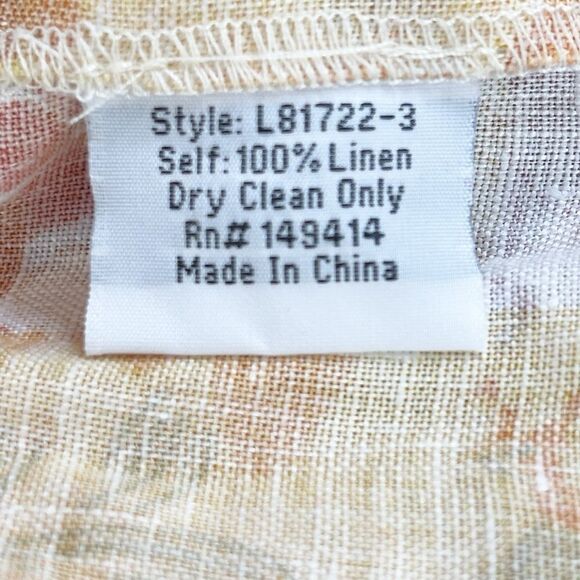 Style: L81722-3
Self: 100% Linen
Dry Clean Only
Rn# 149414
Made In China